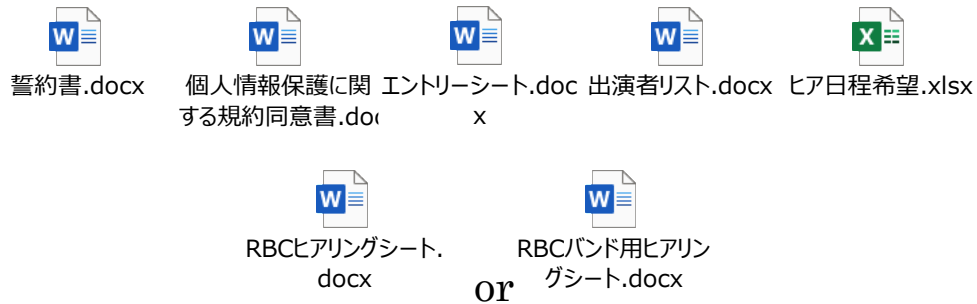 誓約書.docx
個人情報保護に関
する規約同意書.do
エントリーシート.doc
x
出演者リスト.docx
ヒア日程希望.xlsx
RBCヒアリングシート.
docx
or
RBCバンド用ヒアリン
グシート.docx